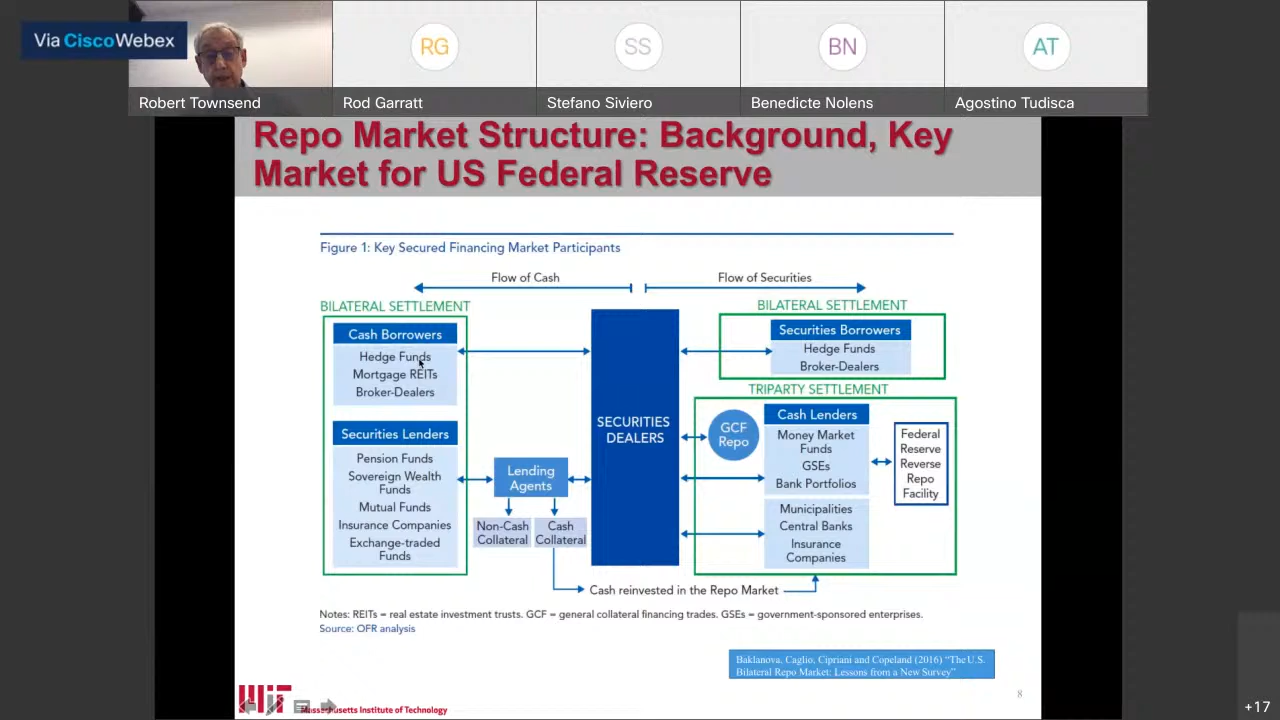 Via Cisco Webex
RG
SS
BN
AT
Robert Townsend
Rod Garratt
Stefano Siviero
Benedicte Nolens
Agostino Tudisca
Repo Market Structure: Background, Key
Market for US Federal Reserve
Figure 1: Key Secured Financing Market Participants
Flow of Cash
Flow of Securities
BILATERAL SETTLEMENT
Cash Borrowers
Hedge Funds
Mortgage REITs
Broker-Dealers
Securities Lenders
Pension Funds
Sovereign Wealth
Funds
Mutual Funds
Insurance Companies
Exchange-traded
Funds
Lending
Agents
Non-Cash
Collateral
Cash
Collateral
SECURITIES
DEALERS
BILATERAL SETTLEMENT
Securities Borrowers
Hedge Funds
Broker-Dealers
TRIPARTY SETTLEMENT
GCF
Repo
Cash Lenders
Money Market
Funds
GSEs
Bank Portfolios
Municipalities
Central Banks
Insurance
Companies
Federal
Reserve
Reverse
Repo
Facility
Cash reinvested in the Repo Market
Notes: REITs = real estate investment trusts. GCF = general collateral financing trades. GSEs = government-sponsored enterprises.
Source: OFR analysis
Baklanova, Caglio, Cipriani and Copeland (2016) “The U.S.
Bilateral Repo Market: Lessons from a New Survey”
8
MIT
Massachusetts Institute of Technology
+17